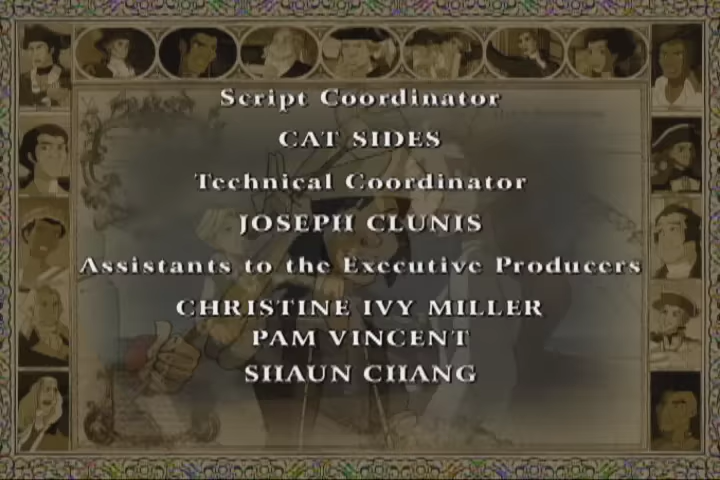 Script Coordinator
CAT SIDES
Technical Coordinator
JOSEPH CLUNIS
Assistants to the Executive Producers
CHRISTINE IVY MILLER
PAM VINCENT
SHAUN CHANG